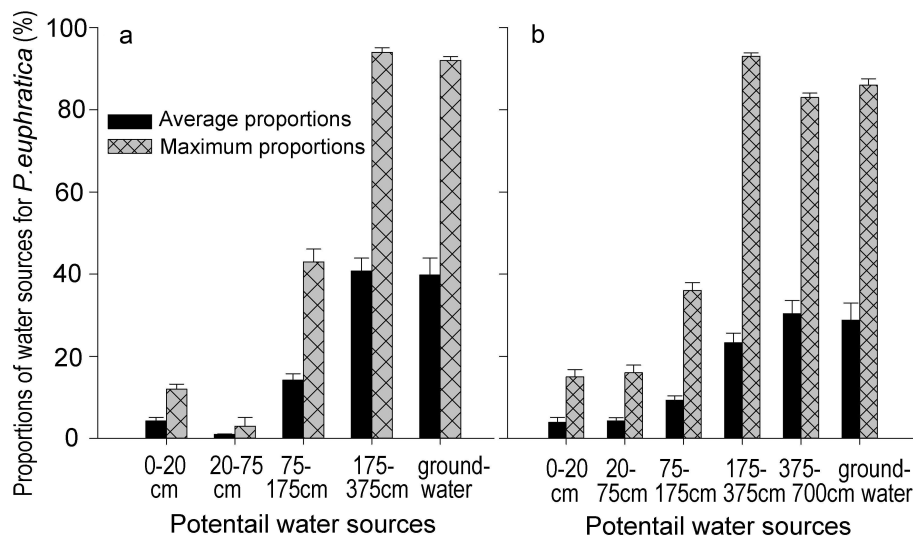 Proportions of water sources for P.euphratica (%)
100
80
60
40
20
0
a
Average proportions
Maximum proportions
0-20
cm
20-75
cm
75-
175cm
175-
375cm
ground-
water
Potentail water sources
b
0-20
cm
20-
75cm
75-
175cm
175-
375cm
375-
700cm
ground-
water
Potentail water sources